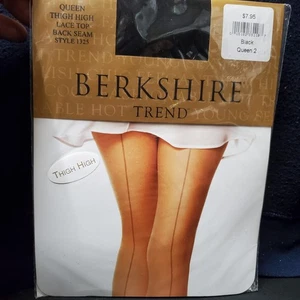 QUEEN
THIGH HIGH
LACE TOP
BACK SEAM
STYLE 1325
$7.95
Black
Queen 2
BERKSHIRE
TREND
THIGH HIGH